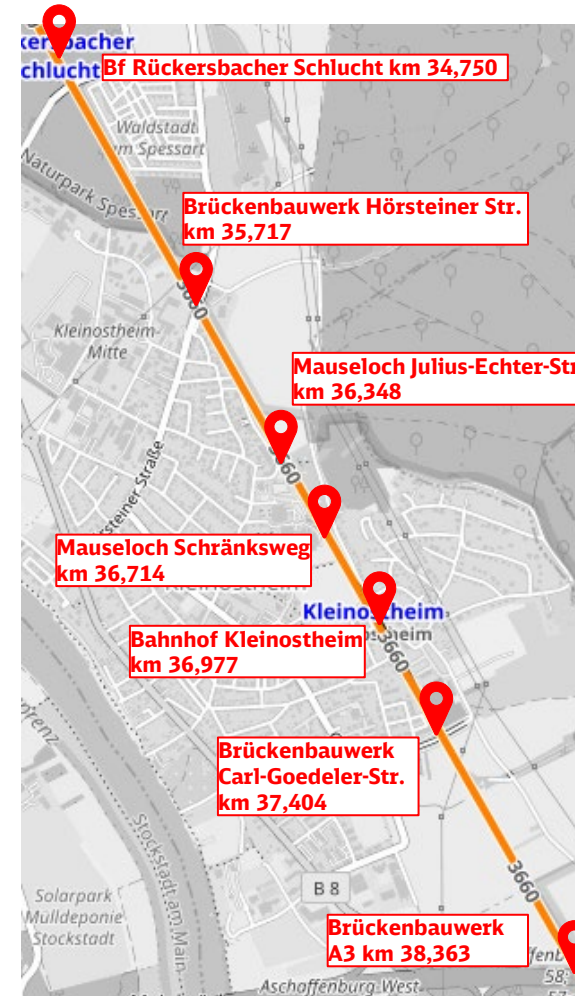 Bf Rückersbacher Schlucht km 34,750
Waldstadt
am Spessart
Naturpark Spessart
Brückenbauwerk Hörsteiner Str.
km 35,717
3660
Kleinostheim-
Mitte
Mauseloch Julius-Echter-Str
km 36,348
3660
Mauseloch Schränksweg
km 36,714
Kleinostheim
Bahnhof Kleinostheim
km 36,977
3660
Brückenbauwerk
Carl-Goedeler-Str.
km 37,404
Stockstadt am Main
B 8
3660
Solarpark
Mülldeponie
Stockstadt
Brückenbauwerk
A3 km 38,363
58;
Aschaffenburg West